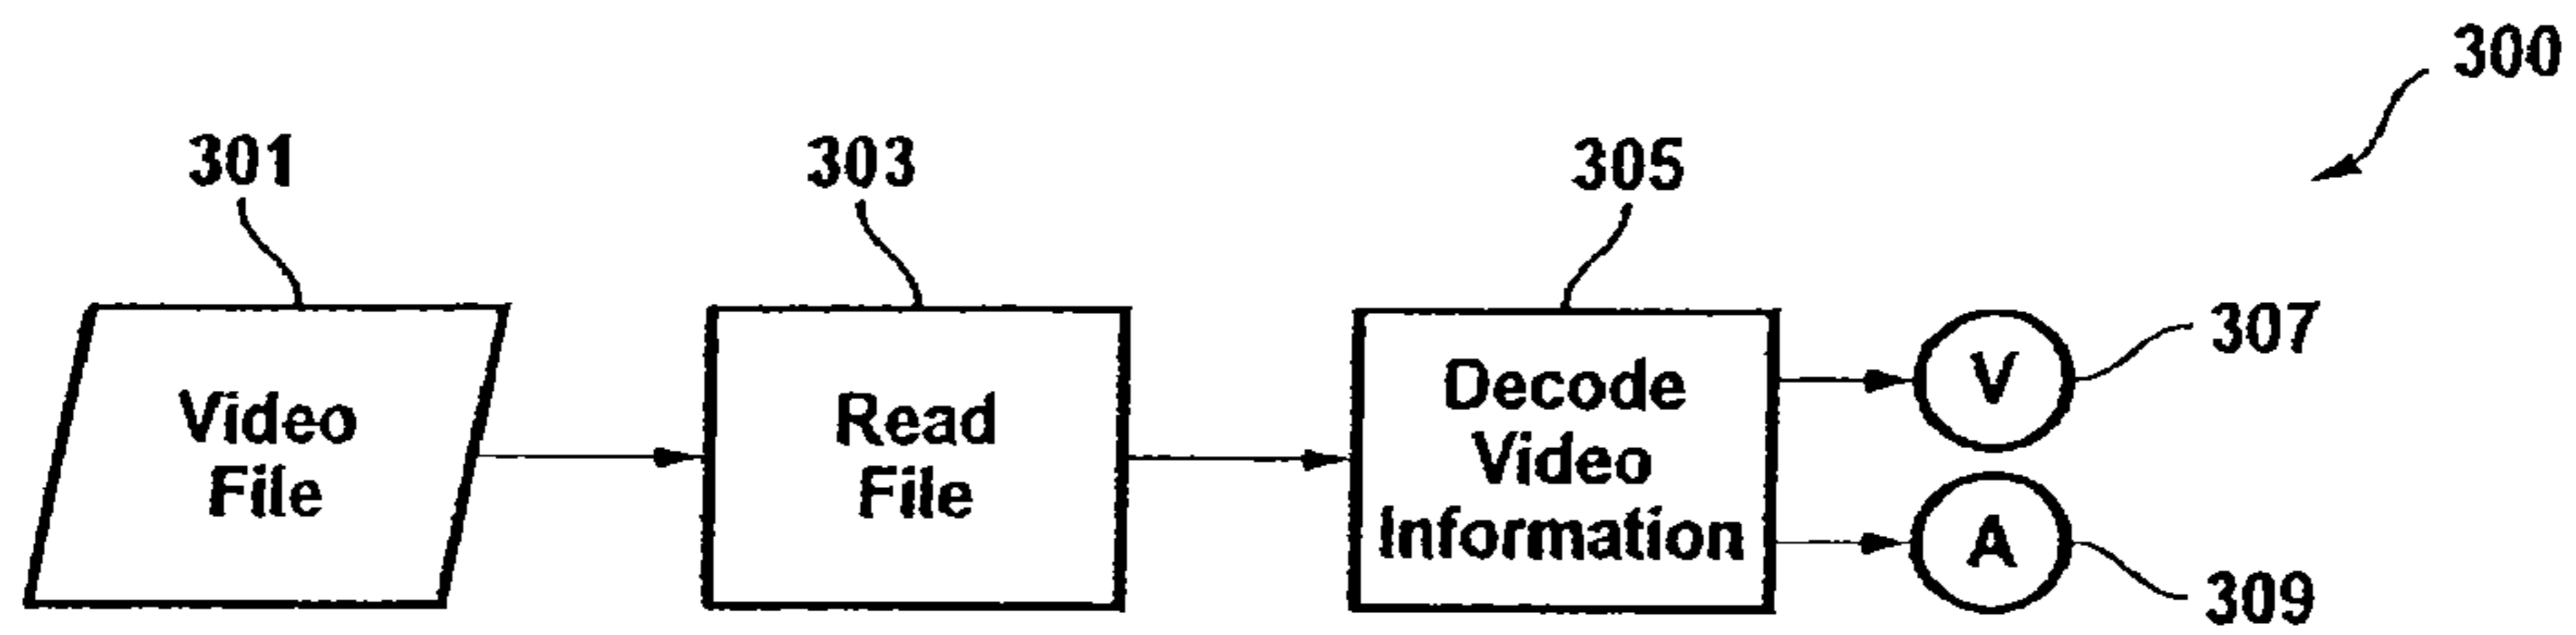 300
301
303
305
Video
File
Read
File
Decode
Video
Information
V
307
A
309